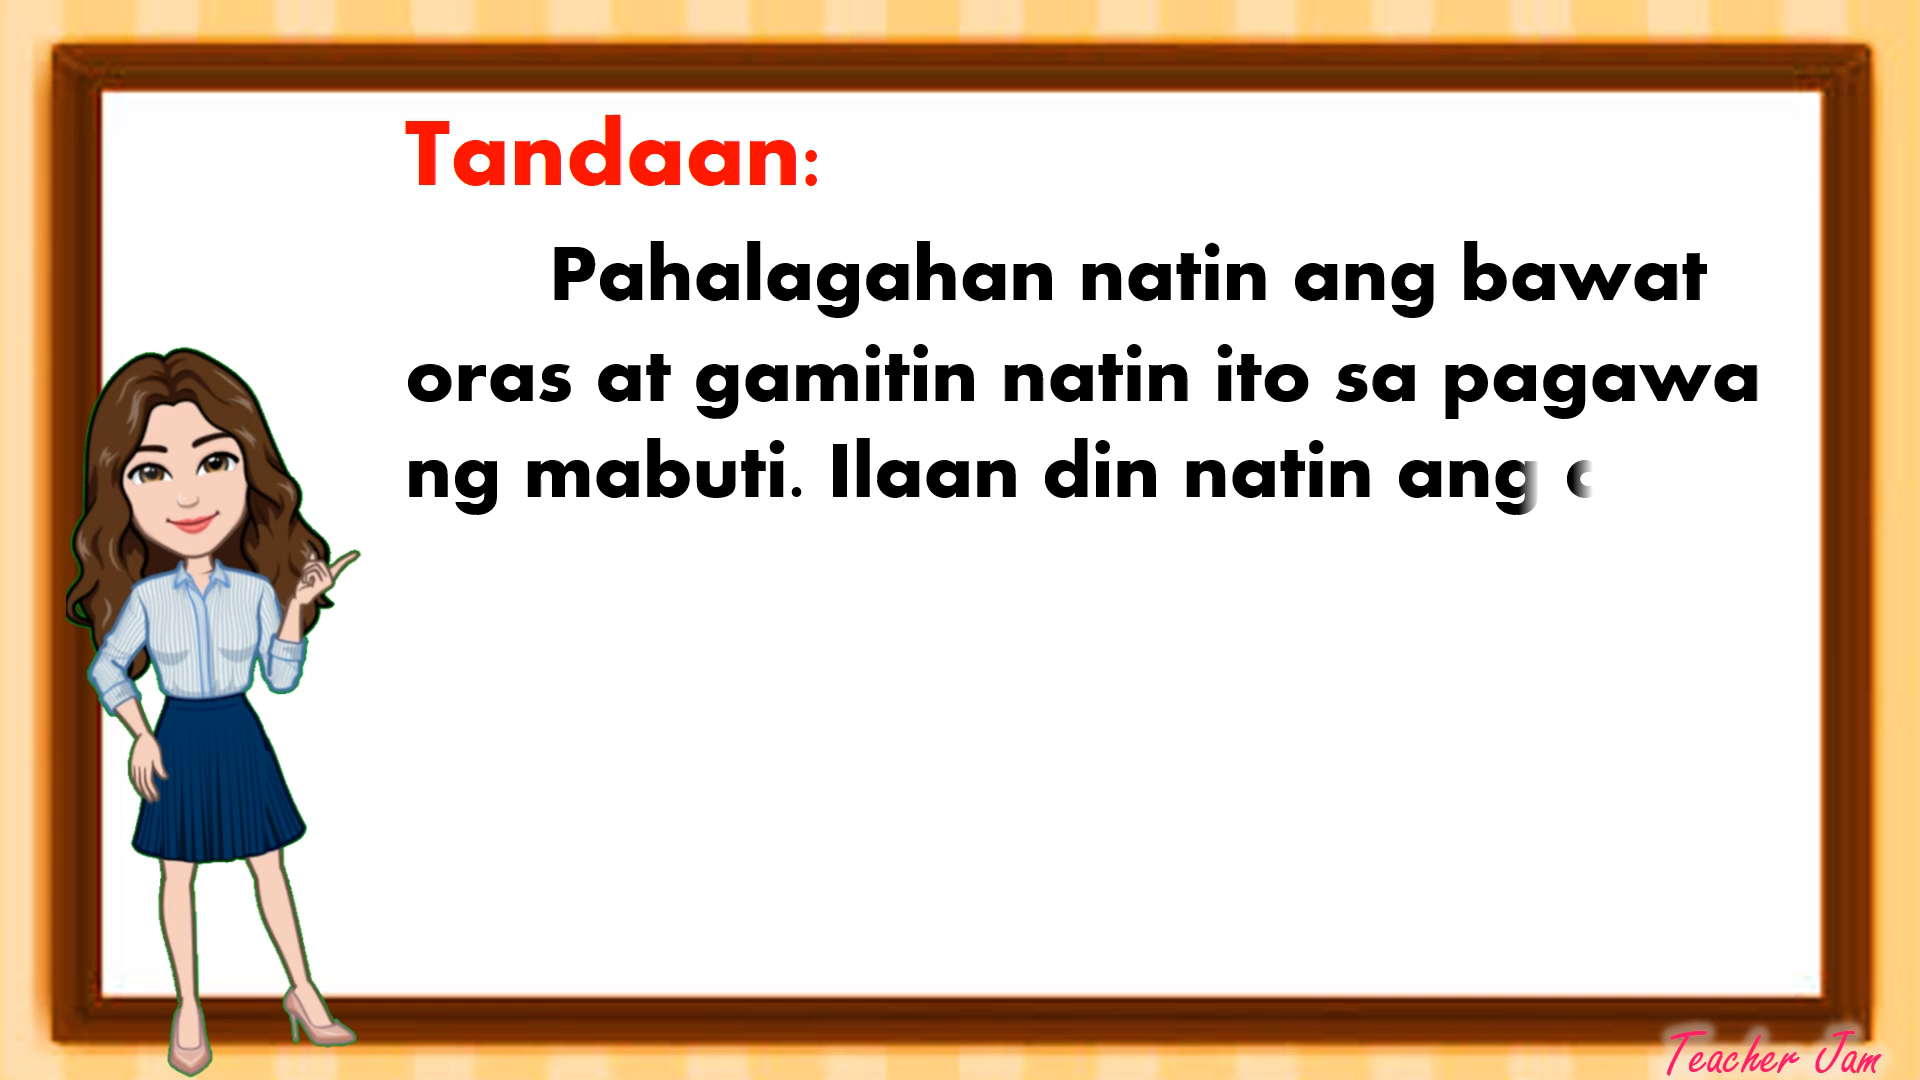 Tandaan:
Pahalagahan natin ang bawat
oras at gamitin natin ito sa pagawa
ng mabuti. Ilaan din natin ang
Teacher Jam